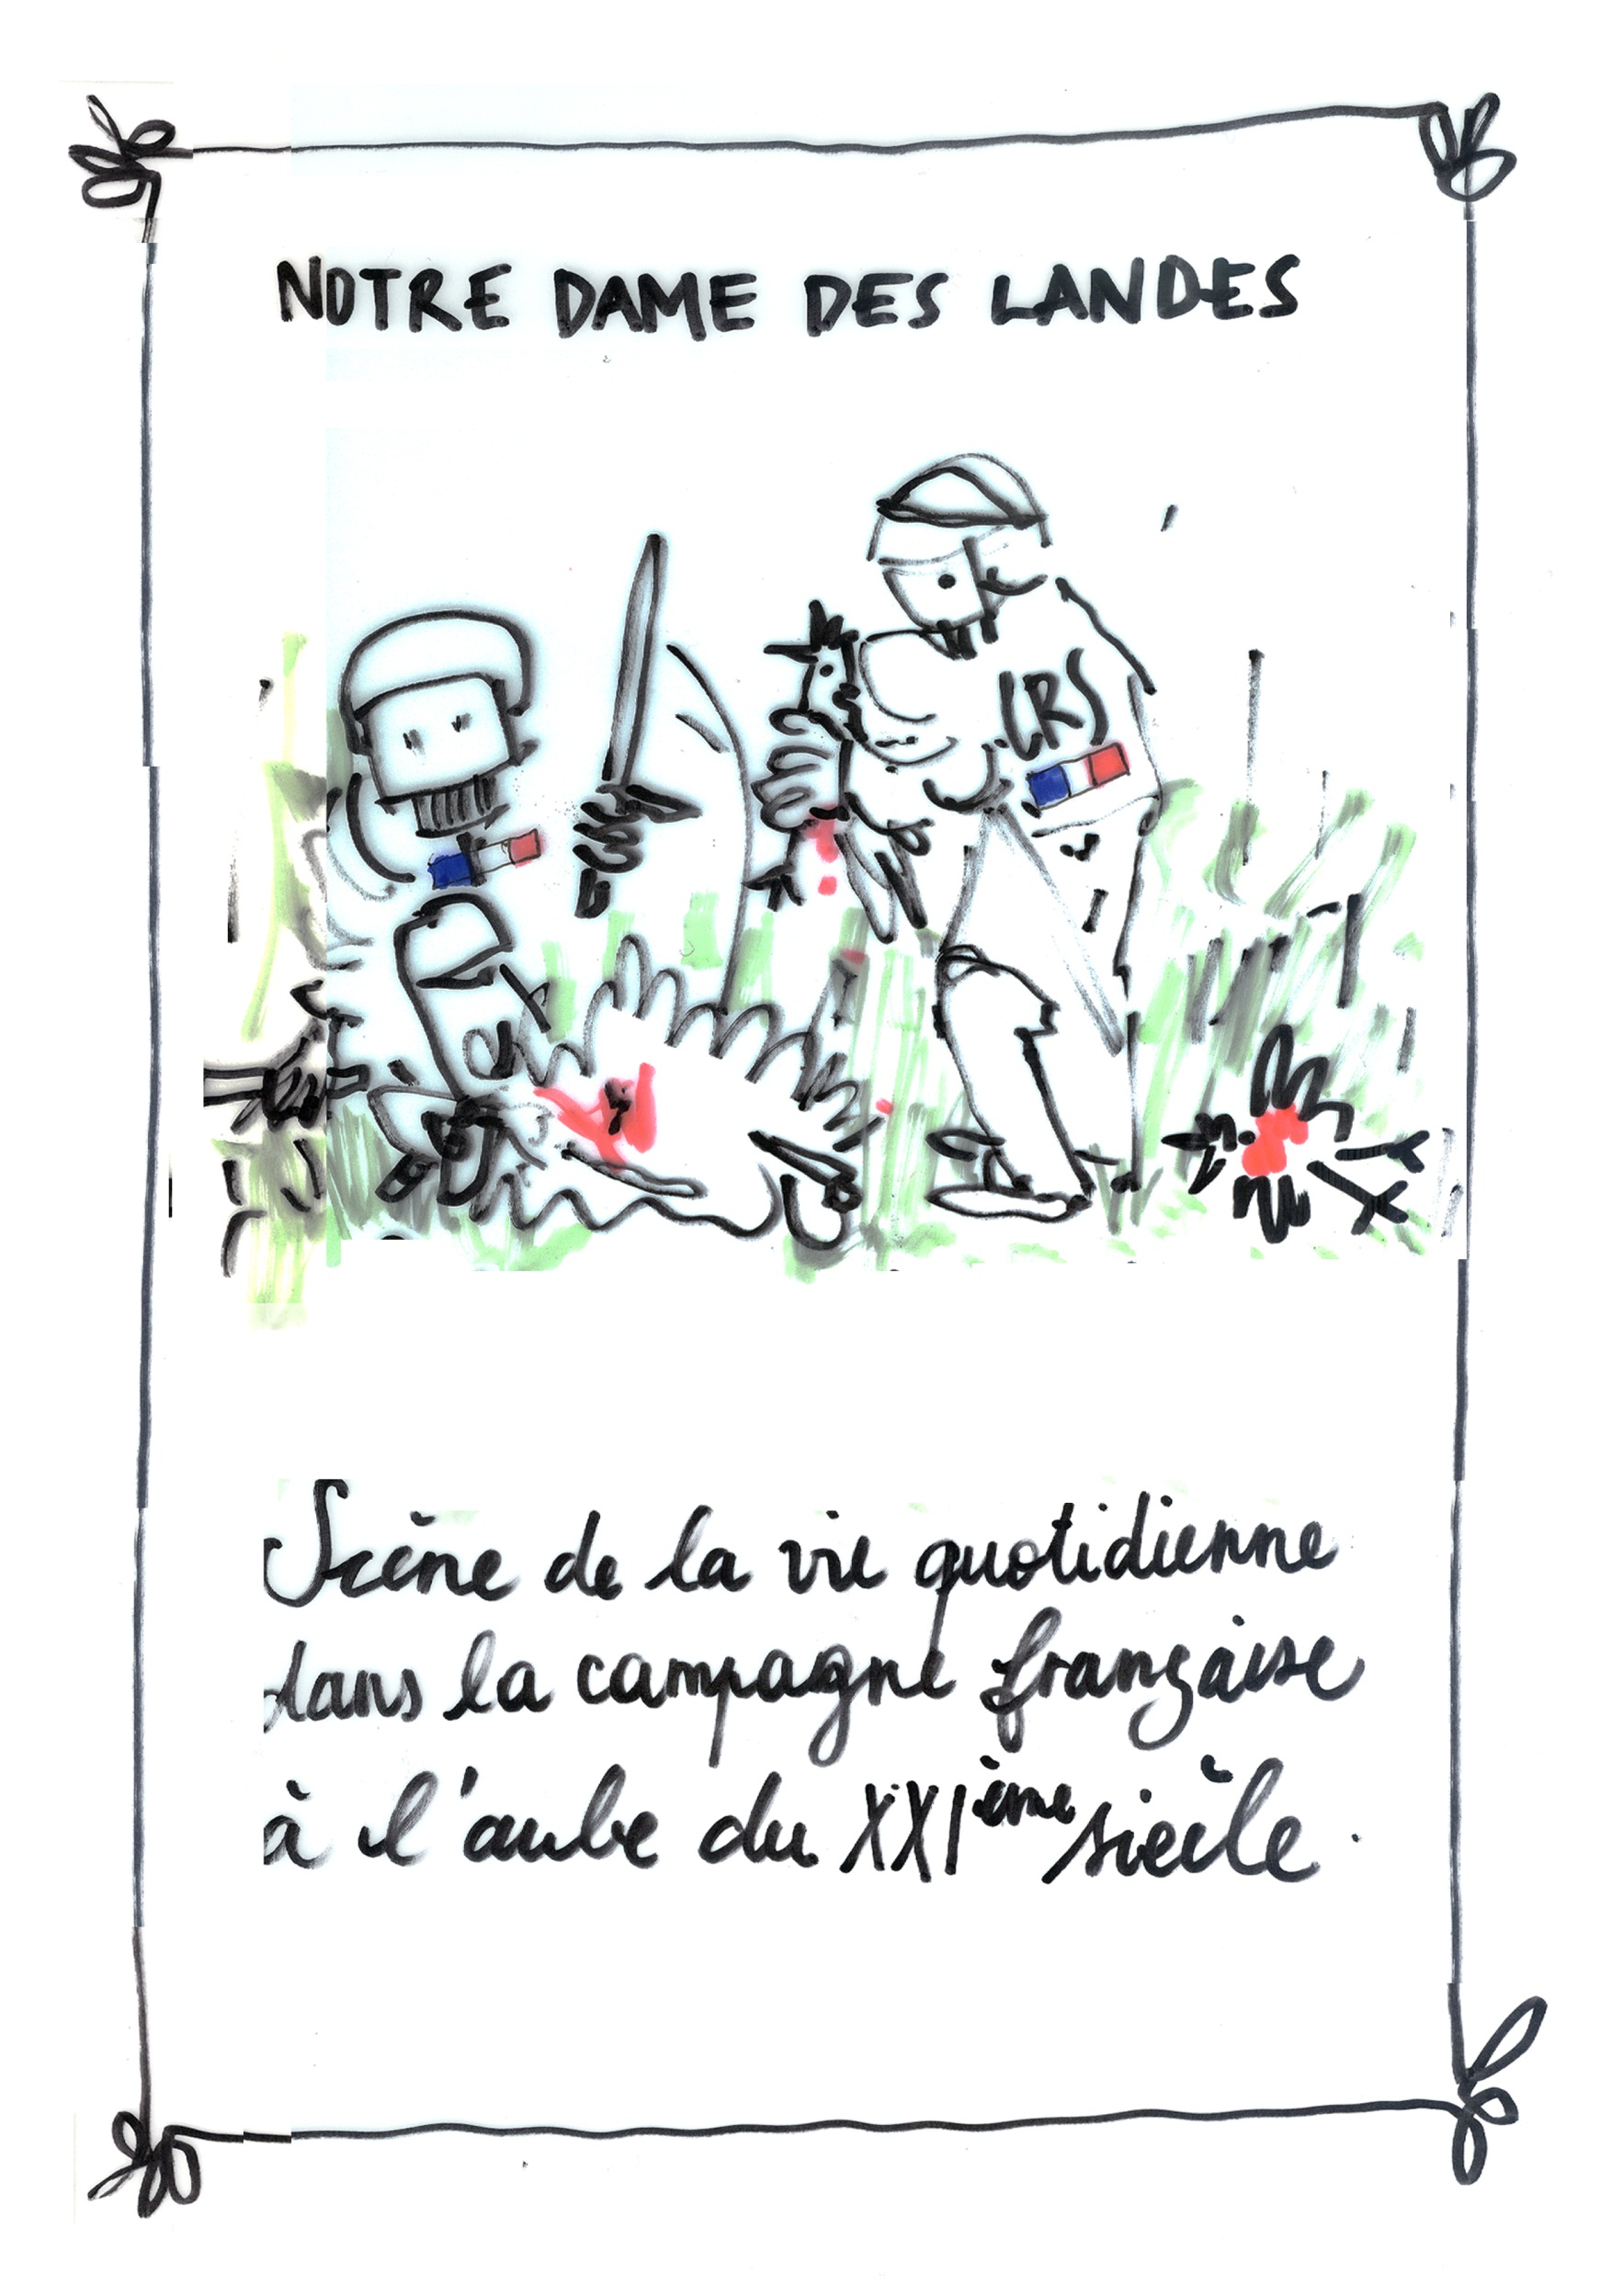 NOTRE DAME DES LANDES
CRS
Scène de la vie quotidienne
dans la campagne française
à l'aube du XXIème siècle.